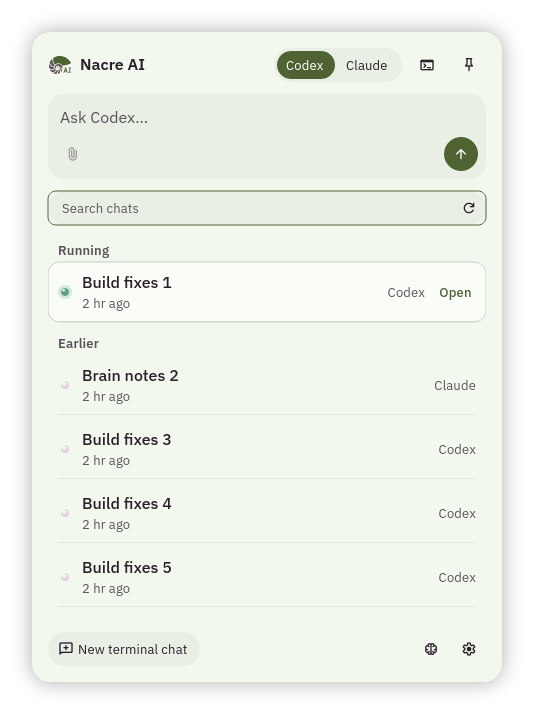 AI
Nacre AI
Codex
Claude
Ask Codex...
Search chats
Running
Build fixes 1
2 hr ago
Codex
Open
Earlier
Brain notes 2
2 hr ago
Claude
Build fixes 3
2 hr ago
Codex
Build fixes 4
2 hr ago
Codex
Build fixes 5
2 hr ago
Codex
New terminal chat